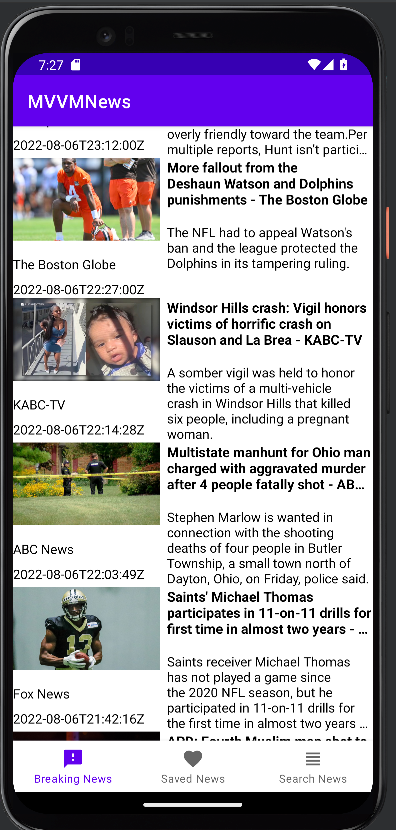 7:27
MVVMNews
overly friendly toward the team.Per
multiple reports, Hunt isn't partici...
2022-08-06T23:12:00Z
More fallout from the
Deshaun Watson and Dolphins
punishments - The Boston Globe
The NFL had to appeal Watson's
ban and the league protected the
Dolphins in its tampering ruling.
The Boston Globe
2022-08-06T22:27:00Z
Windsor Hills crash: Vigil honors
victims of horrific crash on
Slauson and La Brea - KABC-TV
A somber vigil was held to honor
the victims of a multi-vehicle
crash in Windsor Hills that killed
six people, including a pregnant
woman.
KABC-TV
2022-08-06T22:14:28Z
Multistate manhunt for Ohio man
charged with aggravated murder
after 4 people fatally shot - AB...
Stephen Marlow is wanted in
connection with the shooting
deaths of four people in Butler
Township, a small town north of
Dayton, Ohio, on Friday, police said.
ABC News
2022-08-06T22:03:49Z
Saints' Michael Thomas
participates in 11-on-11 drills for
first time in almost two years - ...
Saints receiver Michael Thomas
has not played a game since
the 2020 NFL season, but he
participated in 11-on-11 drills for
the first time in almost two years ...
Fox News
2022-08-06T21:42:16Z
Breaking News
Saved News
Search News